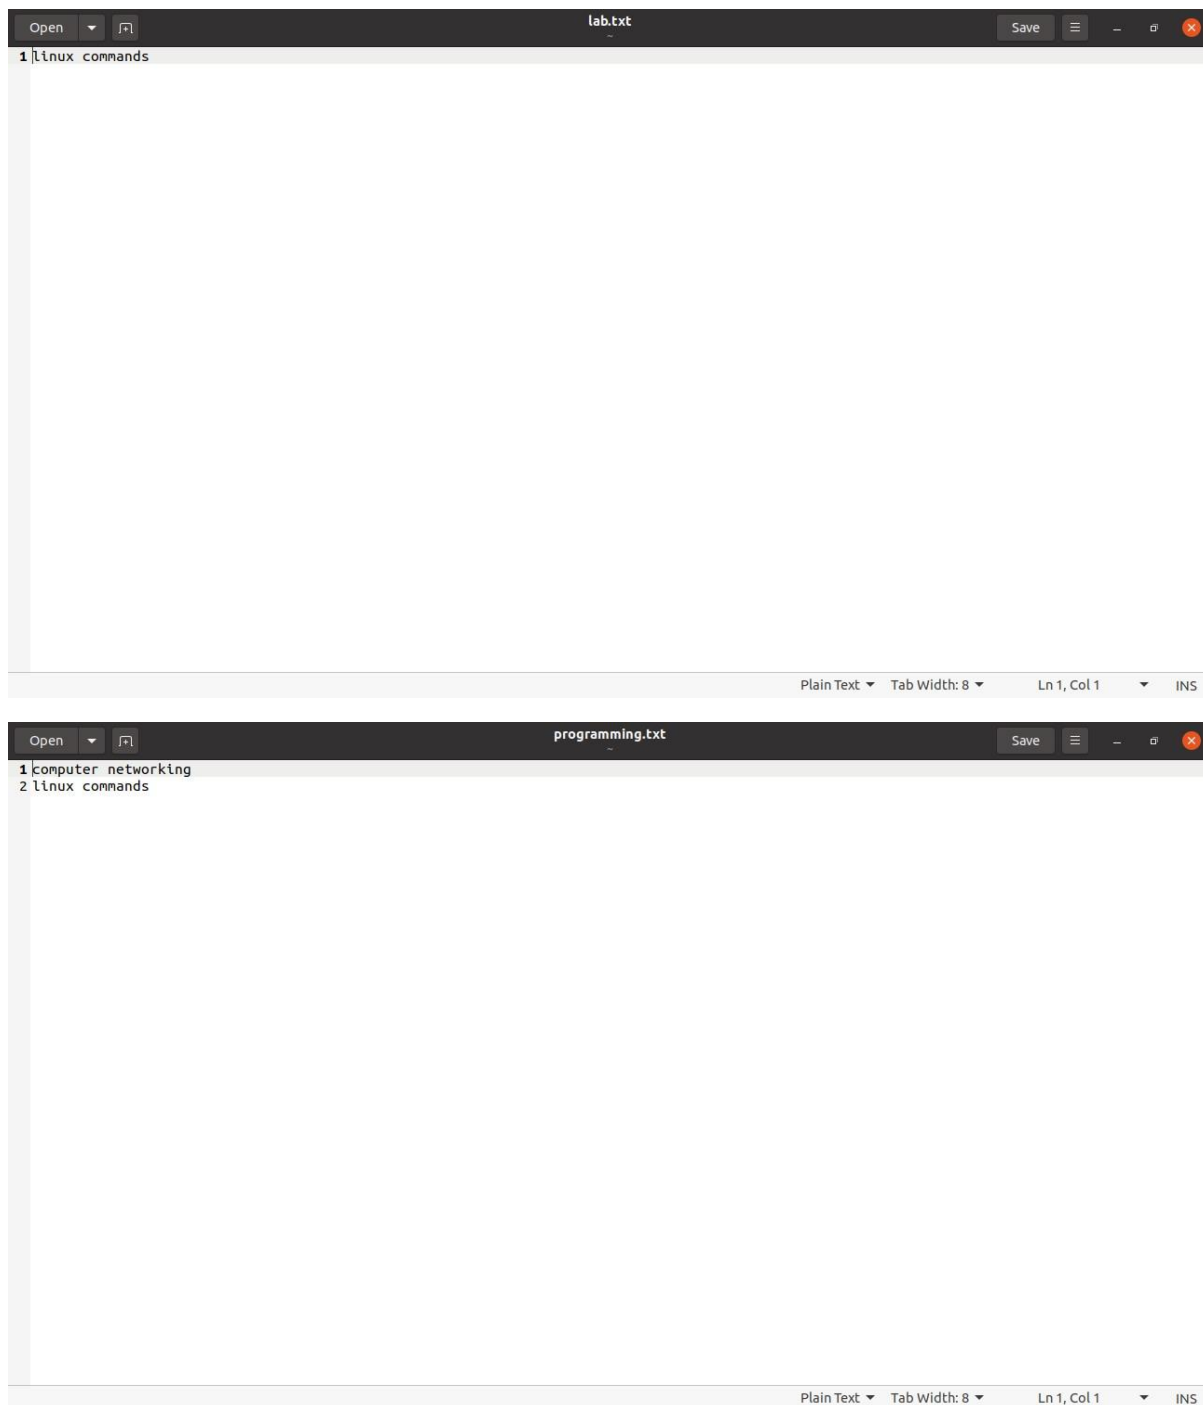 Open
lab.txt
~
Save
1 linux commands
Plain Text
Tab Width: 8
Ln 1, Col 1
INS
Open
programming.txt
~
Save
1 computer networking
2 linux commands
Plain Text
Tab Width: 8
Ln 1, Col 1
INS